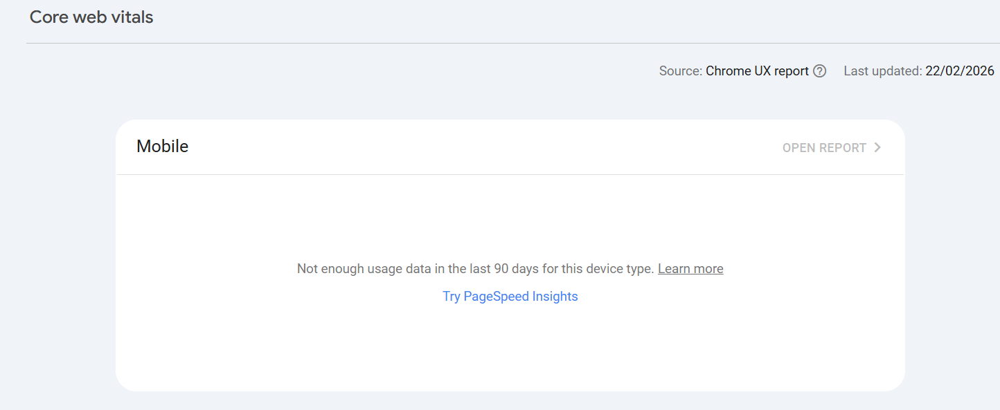 Core web vitals
Source: Chrome UX report Last updated: 22/02/2026
Mobile
OPEN REPORT
Not enough usage data in the last 90 days for this device type. Learn more
Try PageSpeed Insights